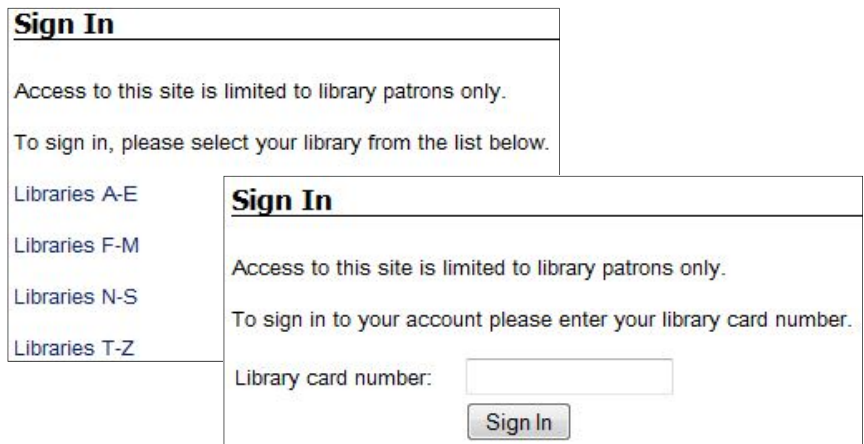 Sign In
Access to this site is limited to library patrons only.
To sign in, please select your library from the list below.
Libraries A-E
Libraries F-M
Libraries N-S
Libraries T-Z
Sign In
Access to this site is limited to library patrons only.
To sign in to your account please enter your library card number.
Library card number:
Sign In